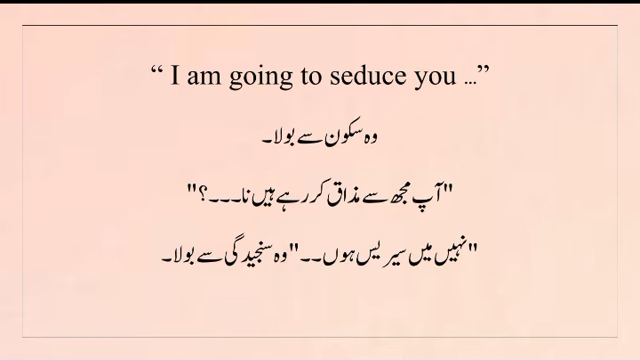 “ I am going to seduce you ...”
وہ سکون سے بولا۔
"آپ مجھ سے مذاق کر رہے ہیں نا۔۔۔؟"
"نہیں میں سیریس ہوں۔۔" وہ سنجیدگی سے بولا۔